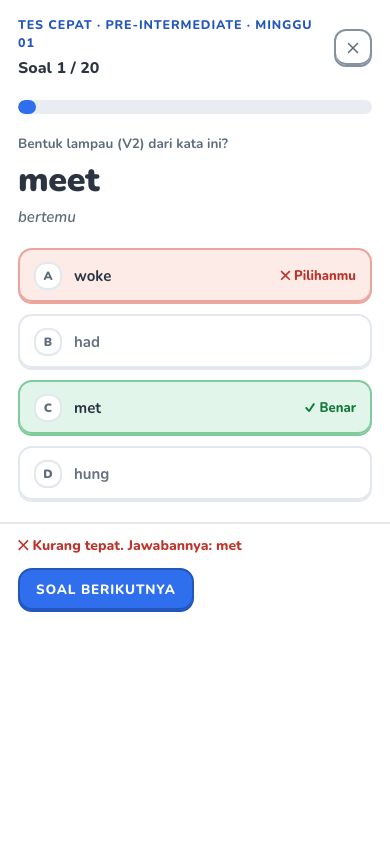 TES CEPAT · PRE-INTERMEDIATE · MINGGU
01
Soal 1 / 20
Bentuk lampau (V2) dari kata ini?
meet
bertemu
A woke ✕ Pilihanmu
B had
C met ✓ Benar
D hung
✕ Kurang tepat. Jawabannya: met
SOAL BERIKUTNYA